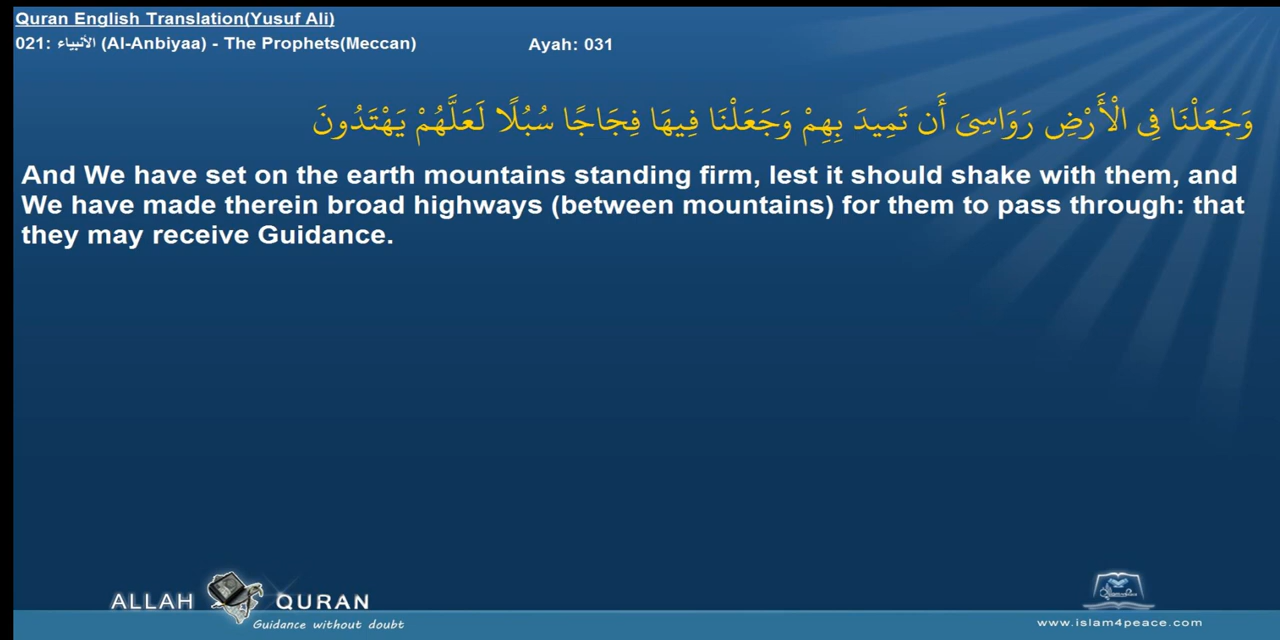 Quran English Translation(Yusuf Ali)
021: الأنبياء (Al-Anbiyaa) - The Prophets(Meccan) Ayah: 031
وَجَعَلْنَا فِي الْأَرْضِ رَوَاسِيَ أَن تَمِيدَ بِهِمْ وَجَعَلْنَا فِيهَا فِجَاجًا سُبُلًا لَعَلَّهُمْ يَهْتَدُونَ
And We have set on the earth mountains standing firm, lest it should shake with them, and
We have made therein broad highways (between mountains) for them to pass through: that
they may receive Guidance.
ALLAH QURAN
Guidance without doubt
www.islam4peace.com